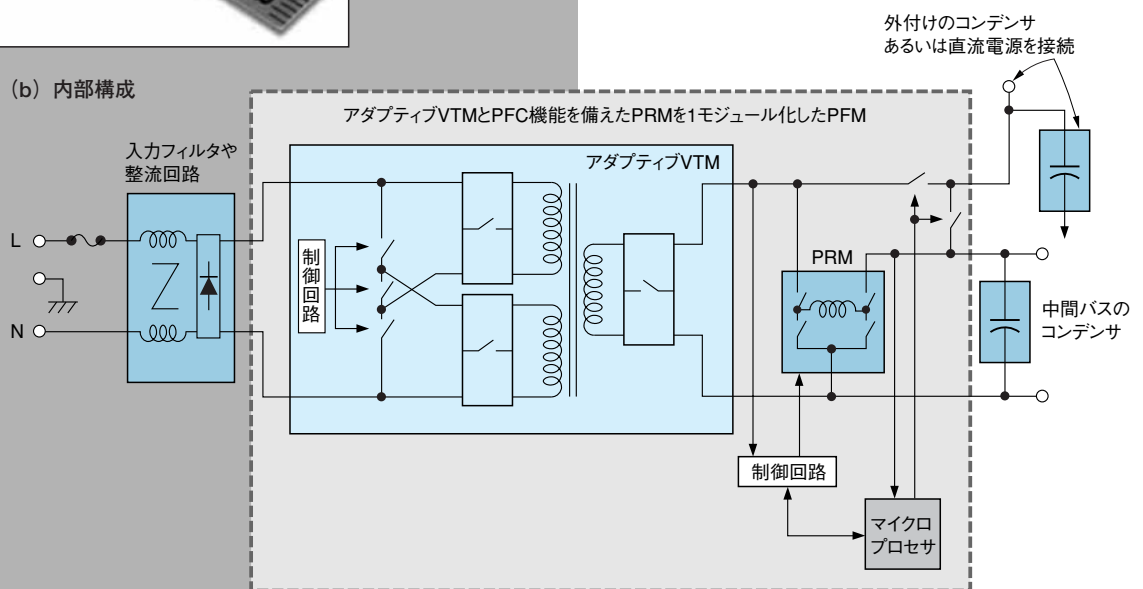 外付けのコンデンサ
あるいは直流電源を接続
(b) 内部構成
アダプティブVTMとPFC機能を備えたPRMを1モジュール化したPFM
入力フィルタや
整流回路
アダプティブVTM
L
N
制御回路
PRM
中間バスの
コンデンサ
制御回路
マイクロ
プロセサ